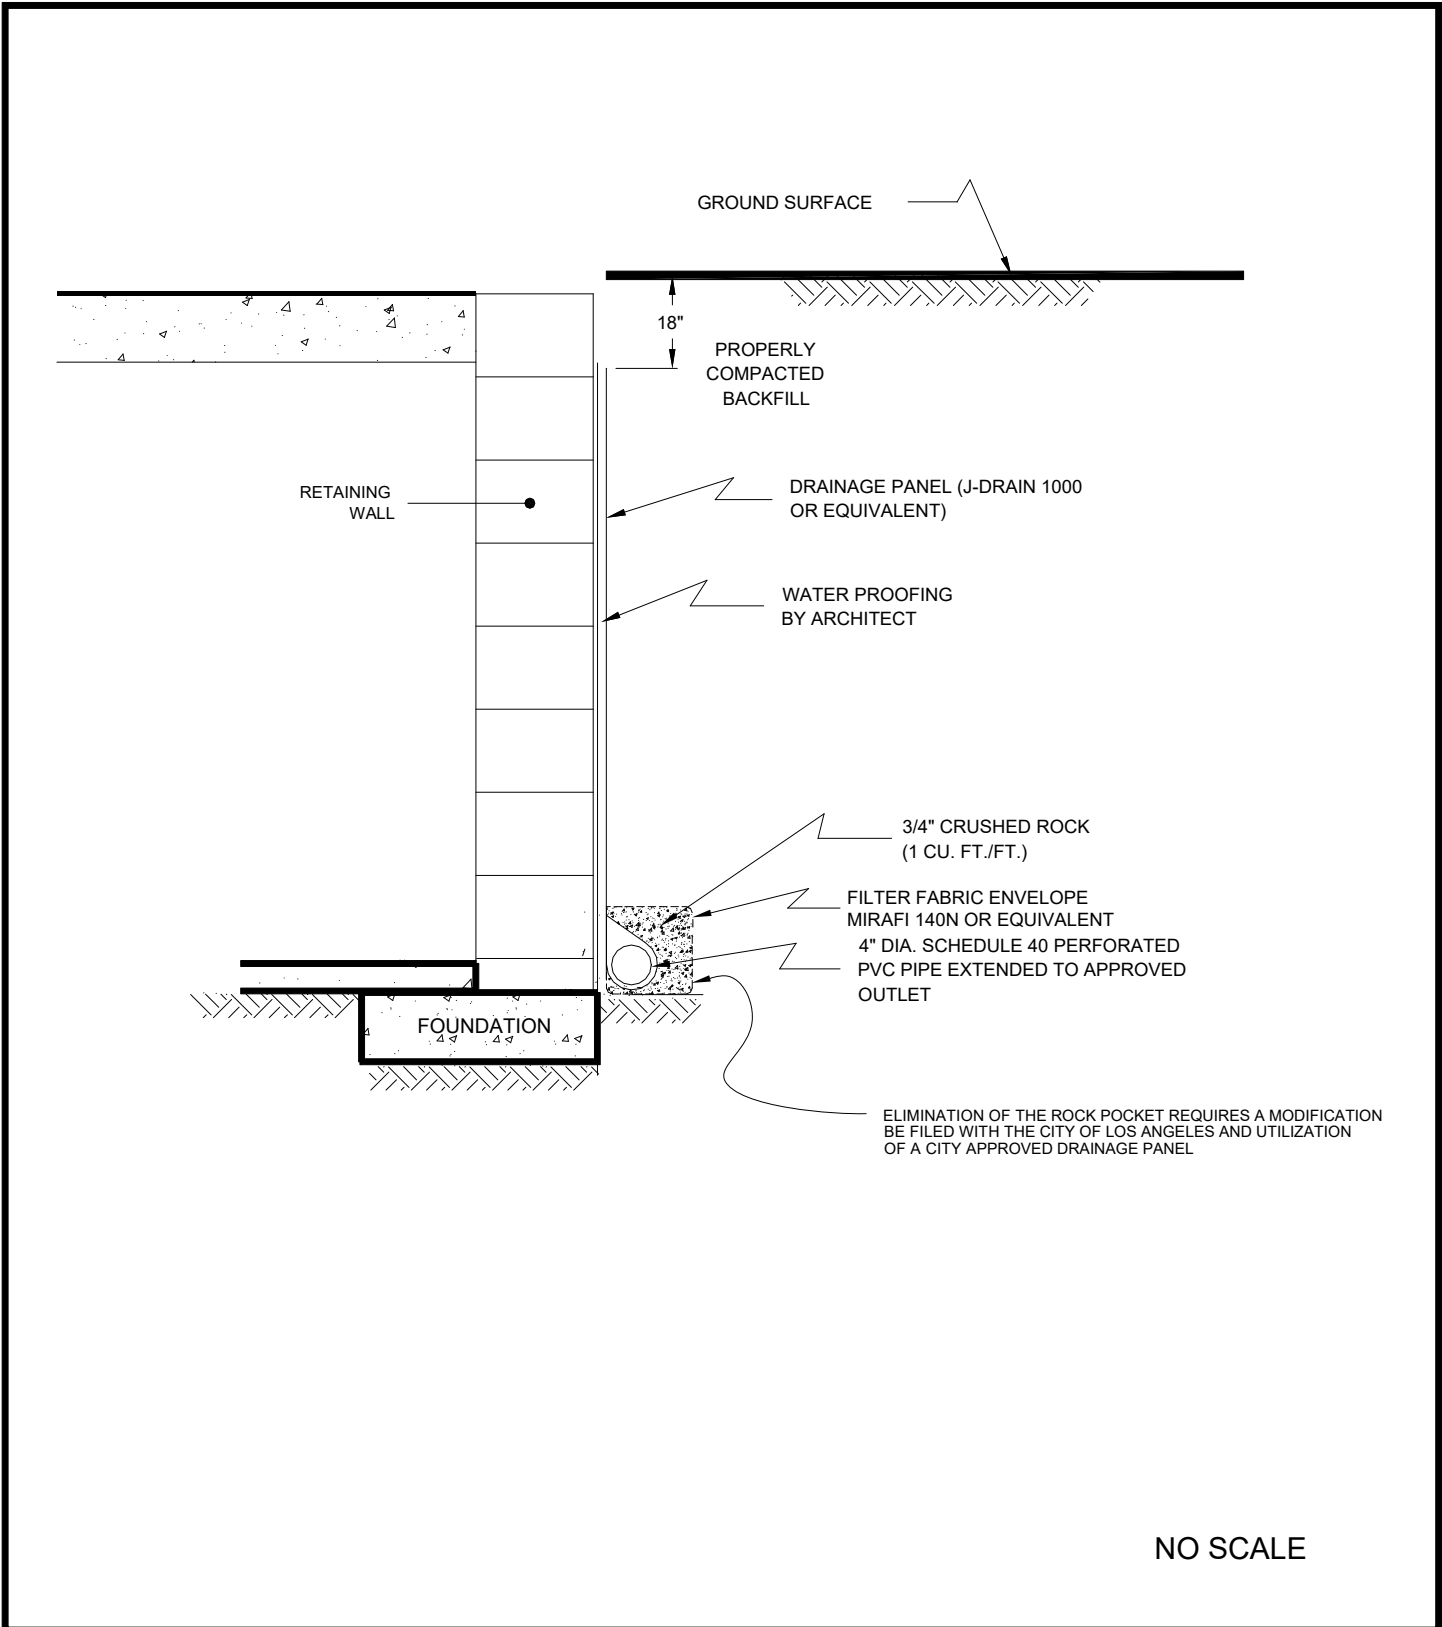 GROUND SURFACE
18"
PROPERLY
COMPACTED
BACKFILL
RETAINING
WALL
DRAINAGE PANEL (J-DRAIN 1000
OR EQUIVALENT)
WATER PROOFING
BY ARCHITECT
3/4" CRUSHED ROCK
(1 CU. FT./FT.)
FILTER FABRIC ENVELOPE
MIRAFI 140N OR EQUIVALENT
4" DIA. SCHEDULE 40 PERFORATED
PVC PIPE EXTENDED TO APPROVED
OUTLET
FOUNDATION
ELIMINATION OF THE ROCK POCKET REQUIRES A MODIFICATION
BE FILED WITH THE CITY OF LOS ANGELES AND UTILIZATION
OF A CITY APPROVED DRAINAGE PANEL
NO SCALE